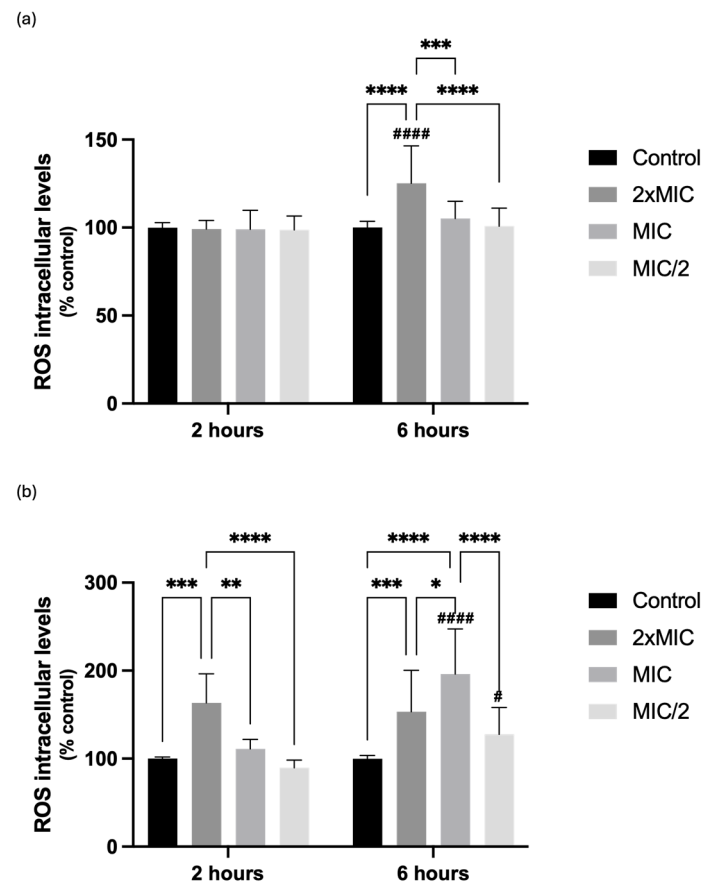 (a)
***
**** ****
####
150
100
50
0
ROS intracellular levels
(% control)
2 hours 6 hours
Control
2xMIC
MIC
MIC/2
(b)
**** **** ****
*** ** *** *
####
#
300
200
100
0
ROS intracellular levels
(% control)
2 hours 6 hours
Control
2xMIC
MIC
MIC/2